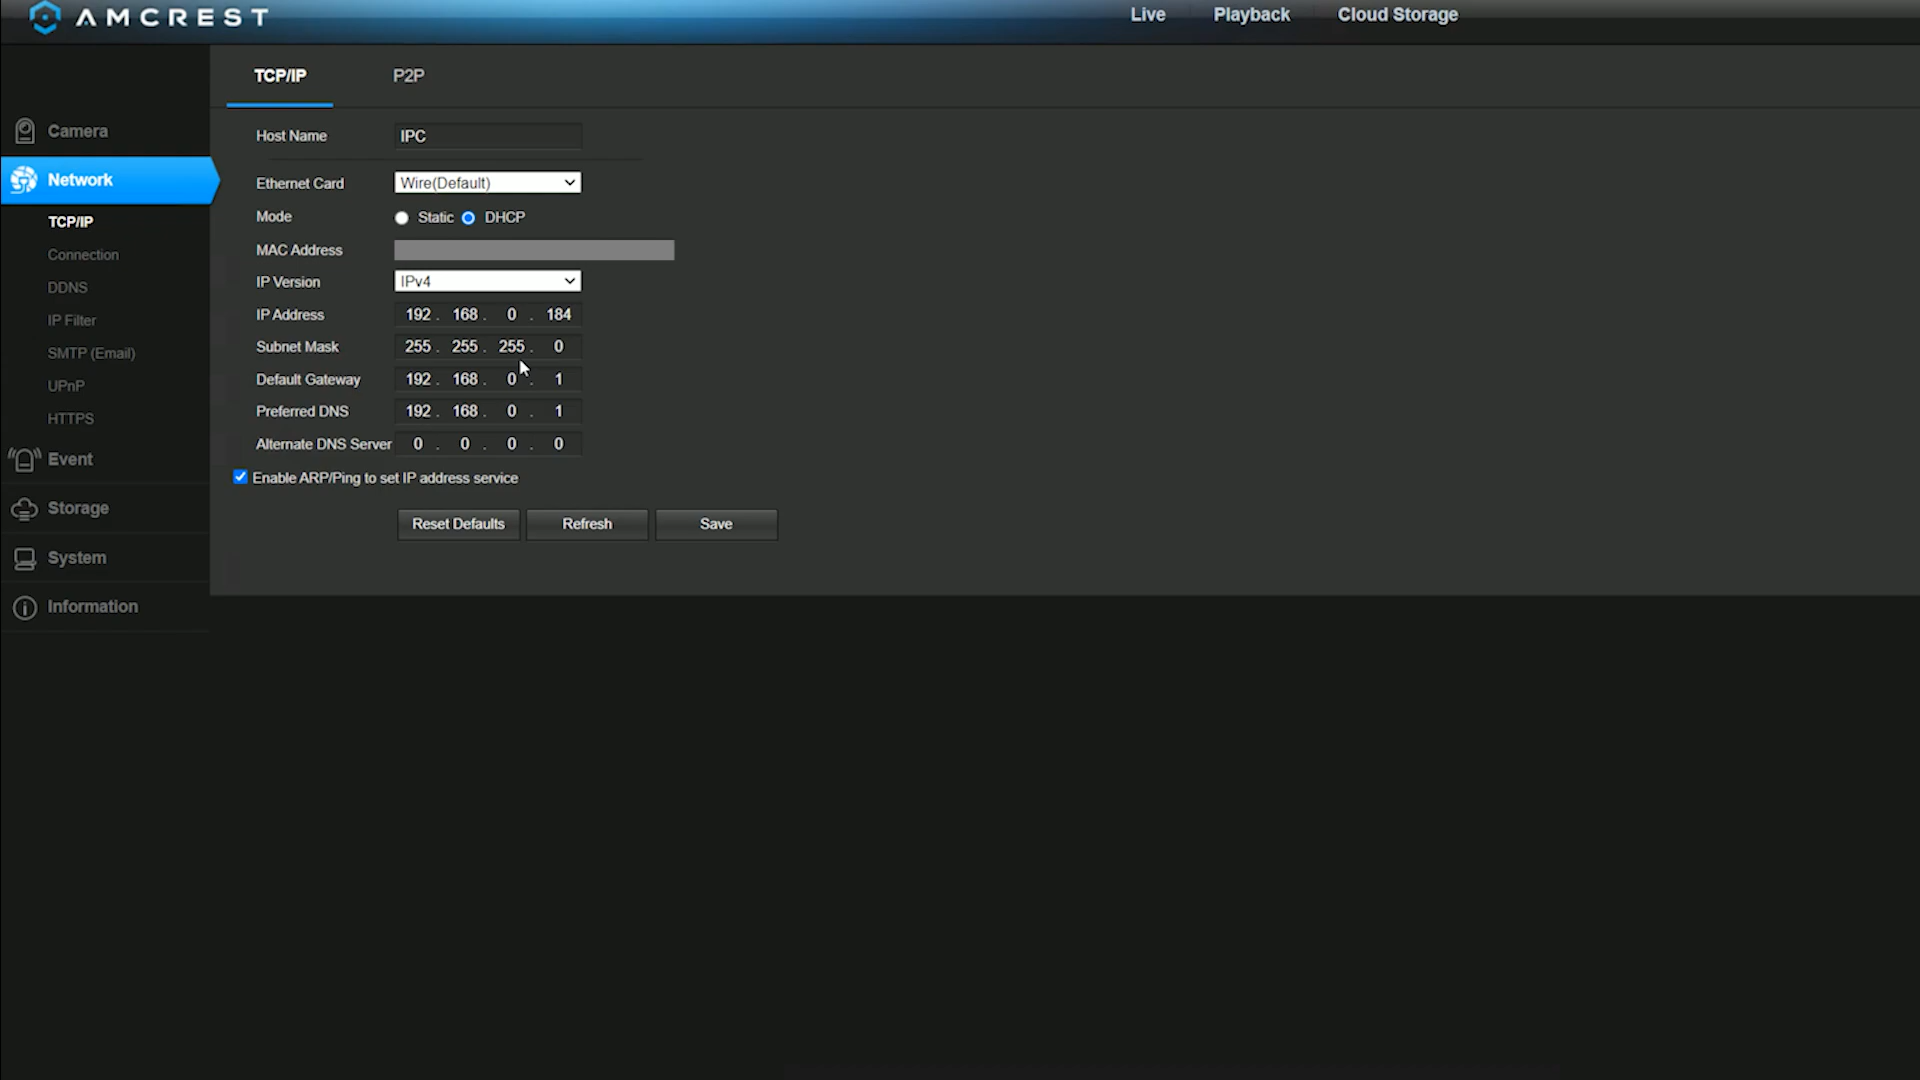 AMCREST
Live Playback Cloud Storage
TCP/IP P2P
Camera
Network
TCP/IP
Connection
DDNS
IP Filter
SMTP (Email)
UPnP
HTTPS
Event
Storage
System
Information
Host Name IPC
Ethernet Card Wire(Default)
Mode Static DHCP
MAC Address
IP Version IPv4
IP Address 192 . 168 . 0 . 184
Subnet Mask 255 . 255 . 255 . 0
Default Gateway 192 . 168 . 0 . 1
Preferred DNS 192 . 168 . 0 . 1
Alternate DNS Server 0 . 0 . 0 . 0
Enable ARP/Ping to set IP address service
Reset Defaults Refresh Save